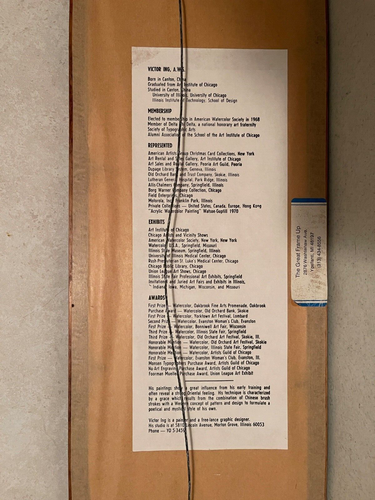 VICTOR ING, A.W.S.
Born in Canton, China
Graduated from Art Institute of Chicago
Studied in Canton, China
University of Illinois, University of Chicago
Illinois Institute of Technology, School of Design
MEMBERSHIP
Elected to membership in American Watercolor Society in 1968
Member of Delta Phi Delta, a national honorary art fraternity
Society of Typographic Arts
Alumni Association of the School of the Art Institute of Chicago
REPRESENTED
American Artists Group Christmas Card Collections, New York
Art Rental and Sales Gallery, Art Institute of Chicago
Art Sales and Rental Gallery, Peoria Art Guild, Peoria
Dupage Library System, Geneva, Illinois
Old Orchard Bank and Trust Company, Skokie, Illinois
Lutheran General Hospital, Park Ridge, Illinois
Allis-Chalmers Company, Springfield, Illinois
Borg Warner Company Collection, Chicago
Field Enterprises, Chicago
Motorola, Inc., Franklin Park, Illinois
Private Collections — United States, Canada, Europe, Hong Kong
"Acrylic Watercolor Painting" Watson-Guptill 1970
EXHIBITS
Art Institute of Chicago
Chicago Artists and Vicinity Shows
American Watercolor Society, New York, New York
Watercolor U.S.A., Springfield, Missouri
Illinois State Museum, Springfield, Illinois
University of Illinois Medical Center, Chicago
Rush Presbyterian St. Luke's Medical Center, Chicago
Chicago Public Library, Chicago
Union League Art Shows, Chicago
Illinois State Fair Professional Art Exhibits, Springfield
Invitational and Juried Art Fairs and Exhibits in Illinois,
Indiana, Iowa, Michigan, Wisconsin, and Missouri
AWARDS
First Prize — Watercolor, Oakbrook Fine Arts Promenade, Oakbrook
Purchase Award — Watercolor, Old Orchard Bank, Skokie
First Prize — Watercolor, Yorktown Art Festival, Lombard
Second Prize — Watercolor, Evanston Woman's Club, Evanston
First Prize — Watercolor, Art Fair, Wisconsin
Third Prize — Watercolor, Illinois State Fair, Springfield
Third Prize — Watercolor, Old Orchard Art Festival, Skokie, Ill.
Honorable Mention — Watercolor, Old Orchard Art Festival, Skokie
Honorable Mention — Watercolor, Illinois State Fair, Springfield
Honorable Mention — Watercolor, Artists Guild of Chicago
First Prize — Watercolor, Evanston Woman's Club, Evanston, Ill.
Monsen Typographers Purchase Award, Artists Guild of Chicago
No-Art Engravers Purchase Award, Artists Guild of Chicago
Fairman Mueller Purchase Award, Union League Art Exhibit
His paintings show a great influence from his early training and
often reveal a strong Oriental feeling. His technique is characterized
by a grace which results from the combination of Chinese brush
strokes with a Western concept of pattern and design to formulate a
poetical and mystic style of his own.
Victor Ing is a painter and a free-lance graphic designer.
His studio is at 5810 Lincoln Avenue, Morton Grove, Illinois 60053
Phone — YO 5-3450
The Great Frame Up
Ypsilanti, MI 48197